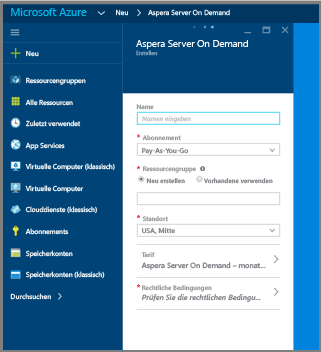 Microsoft Azure Neu Aspera Server On Demand
Neu
Ressourcengruppen
Alle Ressourcen
Zuletzt verwendet
App Services
Virtuelle Computer (klassisch)
Virtuelle Computer
Clouddienste (klassisch)
Abonnements
Speicherkonten
Speicherkonten (klassisch)
Durchsuchen
Aspera Server On Demand
Erstellen
Name
Namen eingeben
* Abonnement
Pay-As-You-Go
* Ressourcengruppe
Neu erstellen Vorhandene verwenden
* Standort
USA, Mitte
Tarif
Aspera Server On Demand – monat...
* Rechtliche Bedingungen
Prüfen Sie die rechtlichen Bedingu...